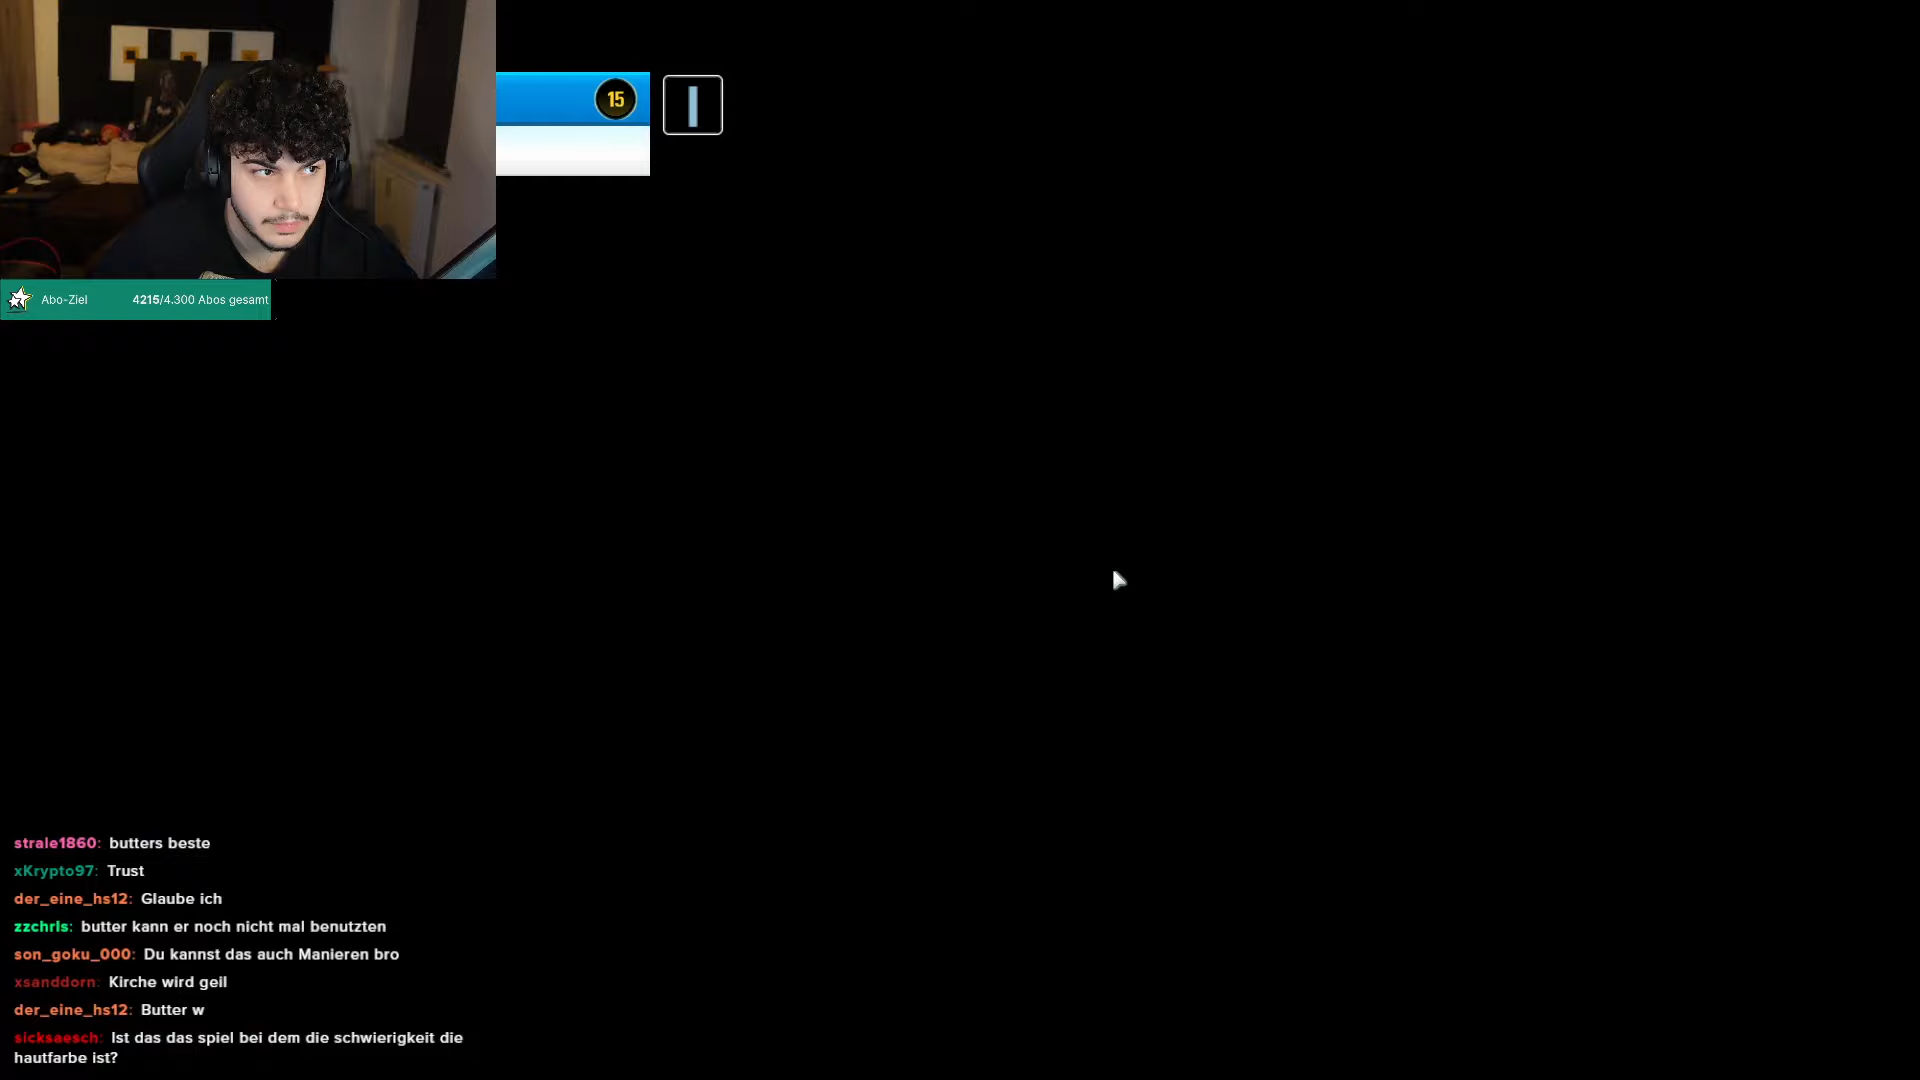 15
Abo-Ziel 4215/4.300 Abos gesamt
strale1860: butters beste
xKrypto97: Trust
der_eine_hs12: Glaube ich
zzchrls: butter kann er noch nicht mal benutzten
son_goku_000: Du kannst das auch Manieren bro
xsanddorn: Kirche wird geil
der_eine_hs12: Butter w
sicksaesch: Ist das das spiel bei dem die schwierigkeit die
hautfarbe ist?